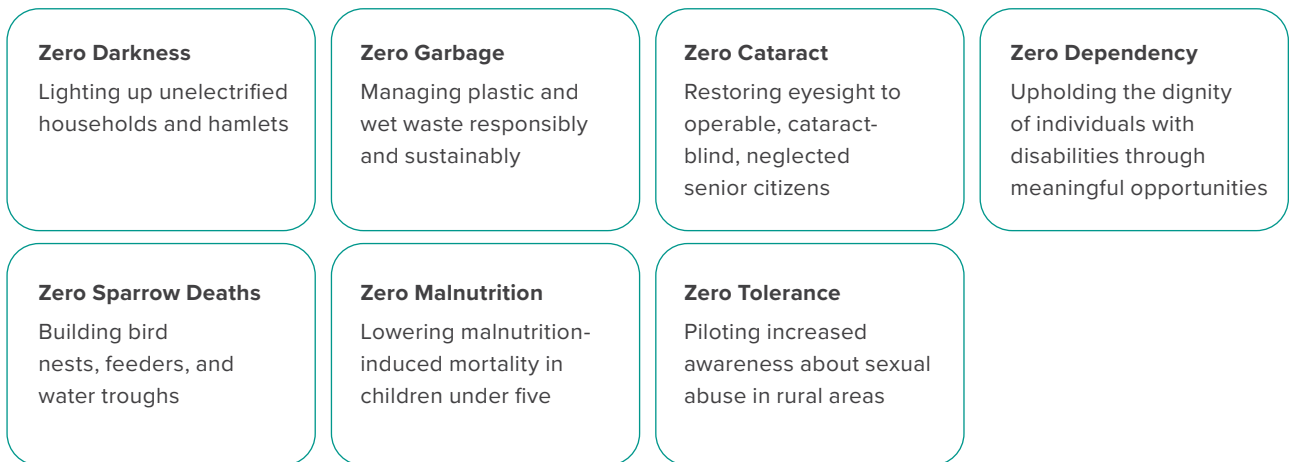 Zero Darkness
Lighting up unelectrified
households and hamlets
Zero Garbage
Managing plastic and
wet waste responsibly
and sustainably
Zero Cataract
Restoring eyesight to
operable, cataract-
blind, neglected
senior citizens
Zero Dependency
Upholding the dignity
of individuals with
disabilities through
meaningful opportunities
Zero Sparrow Deaths
Building bird
nests, feeders, and
water troughs
Zero Malnutrition
Lowering malnutrition-
induced mortality in
children under five
Zero Tolerance
Piloting increased
awareness about sexual
abuse in rural areas